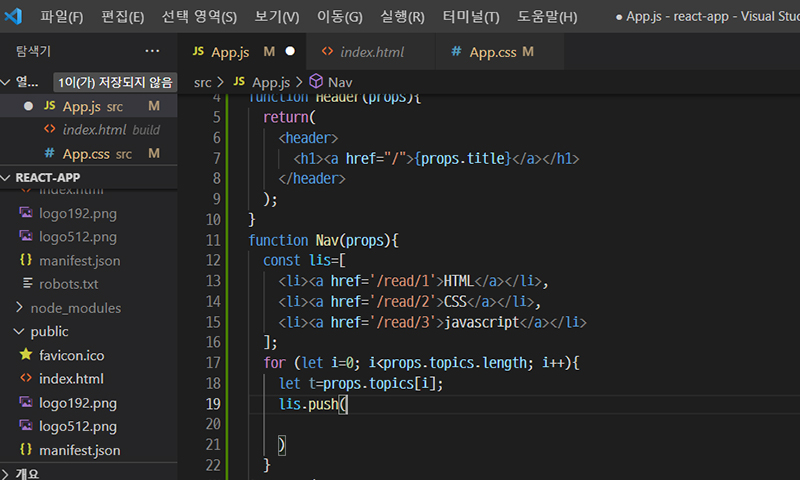 파일(F) 편집(E) 선택 영역(S) 보기(V) 이동(G) 실행(R) 터미널(T) 도움말(H) ● App.js - react-app - Visual Studio
탐색기 ···
JS App.js M ●
<> index.html
# App.css M
열... 1이(가) 저장되지 않음
● JS App.js src M
<> index.html build
# App.css src M
REACT-APP
index.html
logo192.png
logo512.png
{} manifest.json
robots.txt
> node_modules
public
favicon.ico
<> index.html
logo192.png
logo512.png
{} manifest.json
> 개요
src > JS App.js > Nav
4 function Header(props){
5 return(
6 <header>
7 <h1><a href="/">{props.title}</a></h1>
8 </header>
9 );
10 }
11 function Nav(props){
12 const lis=[
13 <li><a href='/read/1'>HTML</a></li>,
14 <li><a href='/read/2'>CSS</a></li>,
15 <li><a href='/read/3'>javascript</a></li>
16 ];
17 for (let i=0; i<props.topics.length; i++){
18 let t=props.topics[i];
19 lis.push(
20
21 )
22 }